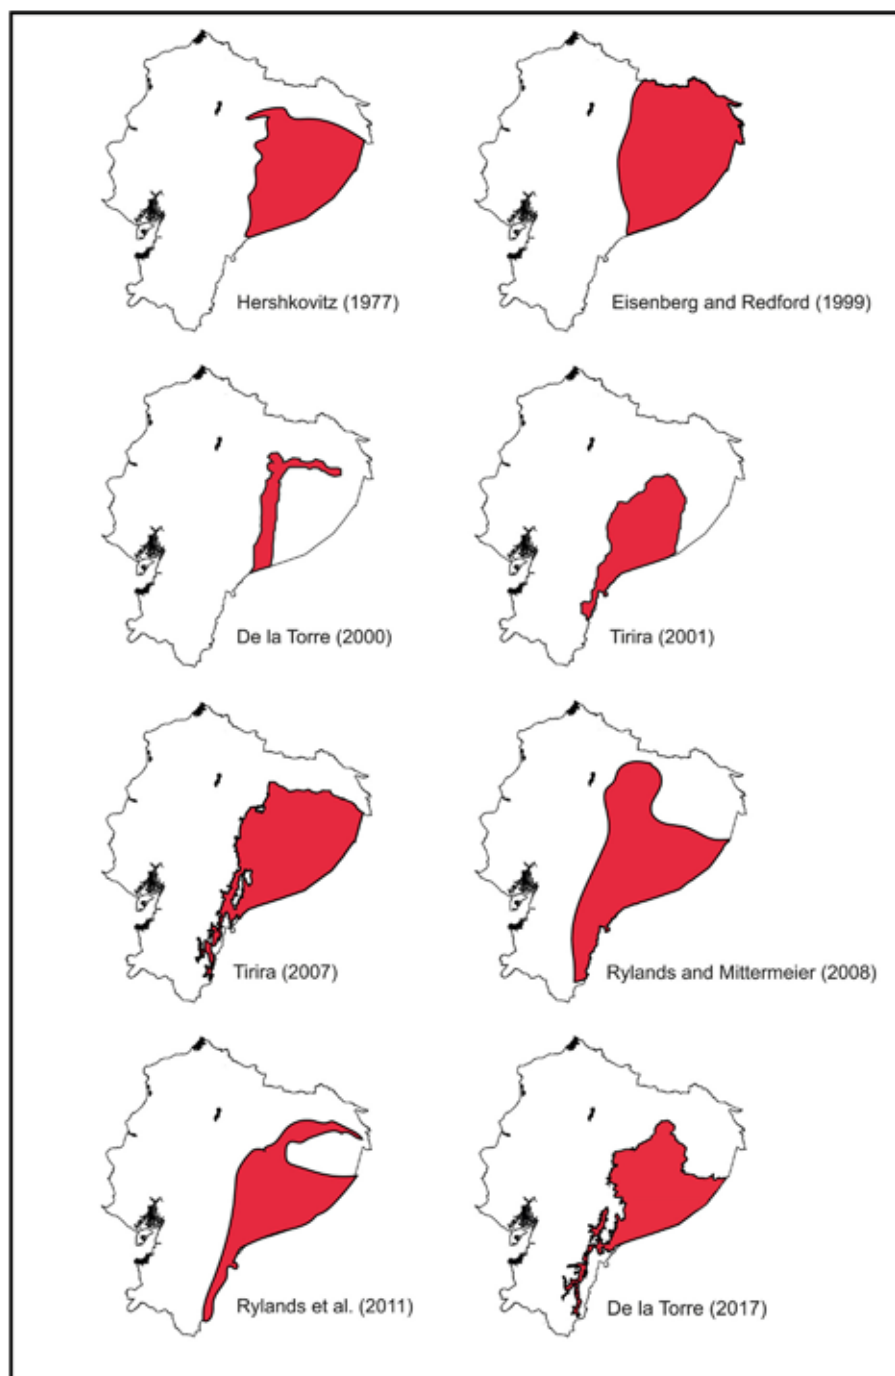 Hershkovitz (1977)
Eisenberg and Redford (1999)
De la Torre (2000)
Tirira (2001)
Tirira (2007)
Rylands and Mittermeier (2008)
Rylands et al. (2011)
De la Torre (2017)